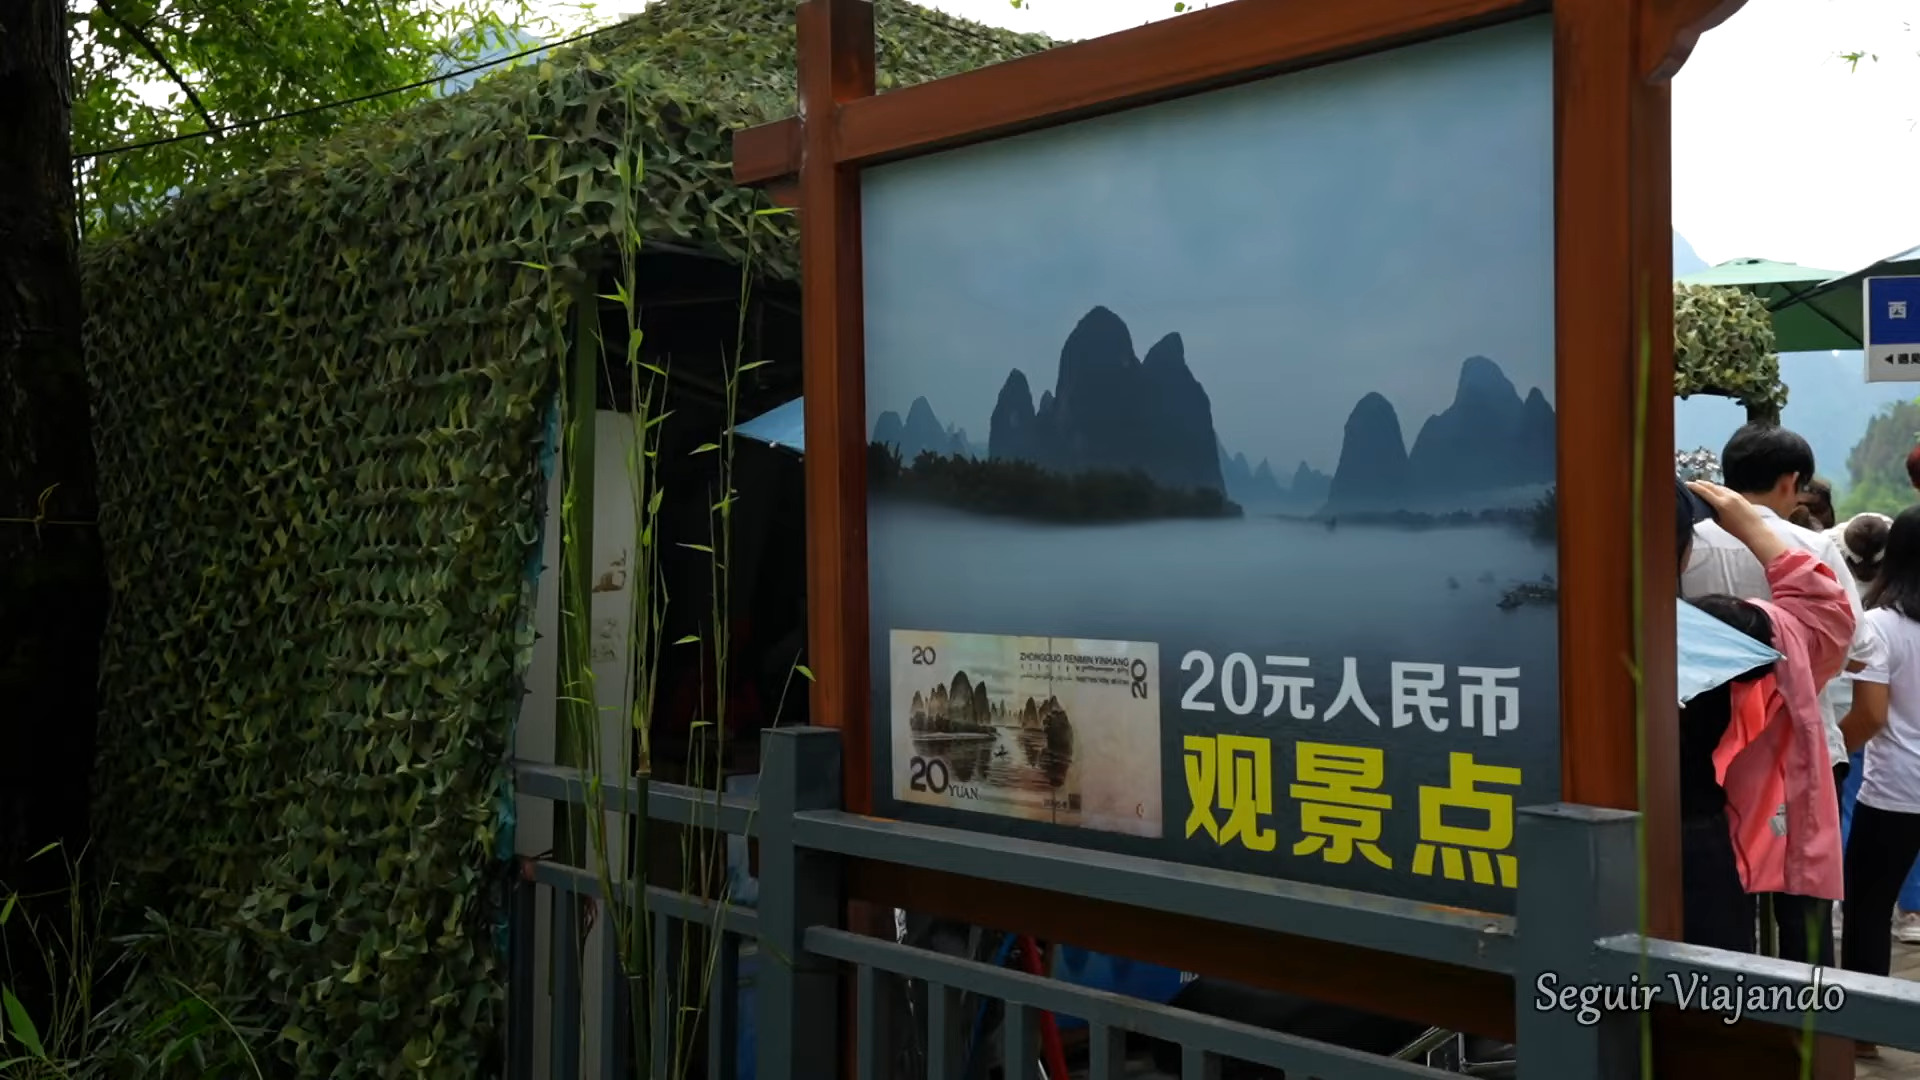 20
ZHONGGUO RENMIN YINHANG
20
20元人民币
观景点
20 YUAN
西
Seguir Viajando